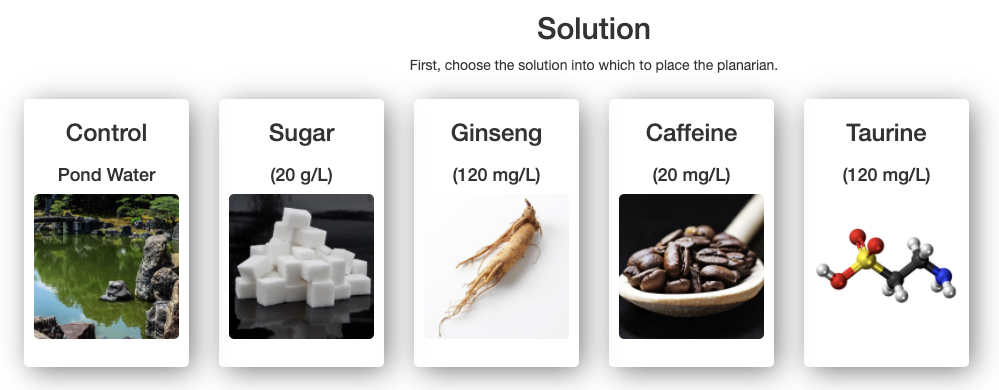 Solution
First, choose the solution into which to place the planarian.
Control
Pond Water
Sugar
(20 g/L)
Ginseng
(120 mg/L)
Caffeine
(20 mg/L)
Taurine
(120 mg/L)